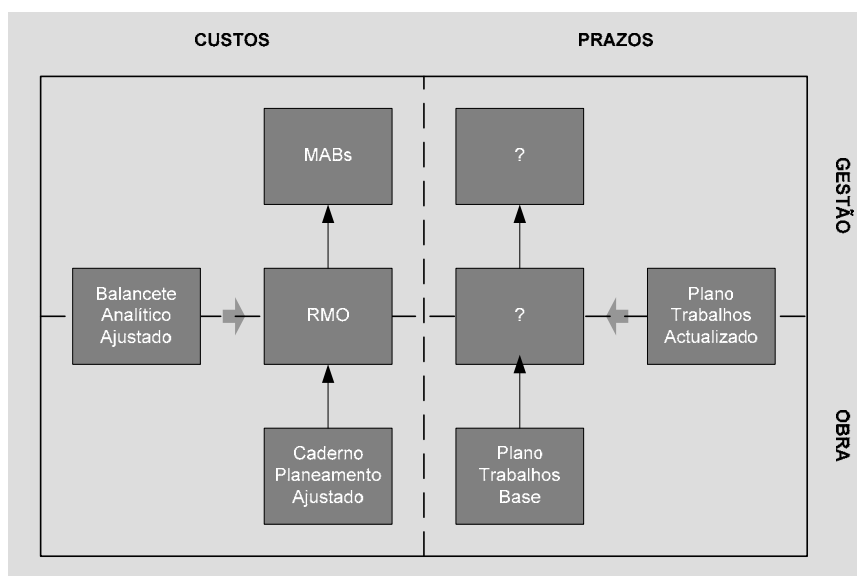 CUSTOS
PRAZOS
MABs
?
GESTÃO
Balancete
Analítico
Ajustado
RMO
?
Plano
Trabalhos
Actualizado
Caderno
Planeamento
Ajustado
Plano
Trabalhos
Base
OBRA